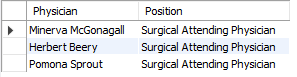 Physician Position
Minerva McGonagall Surgical Attending Physician
Herbert Beery Surgical Attending Physician
Pomona Sprout Surgical Attending Physician